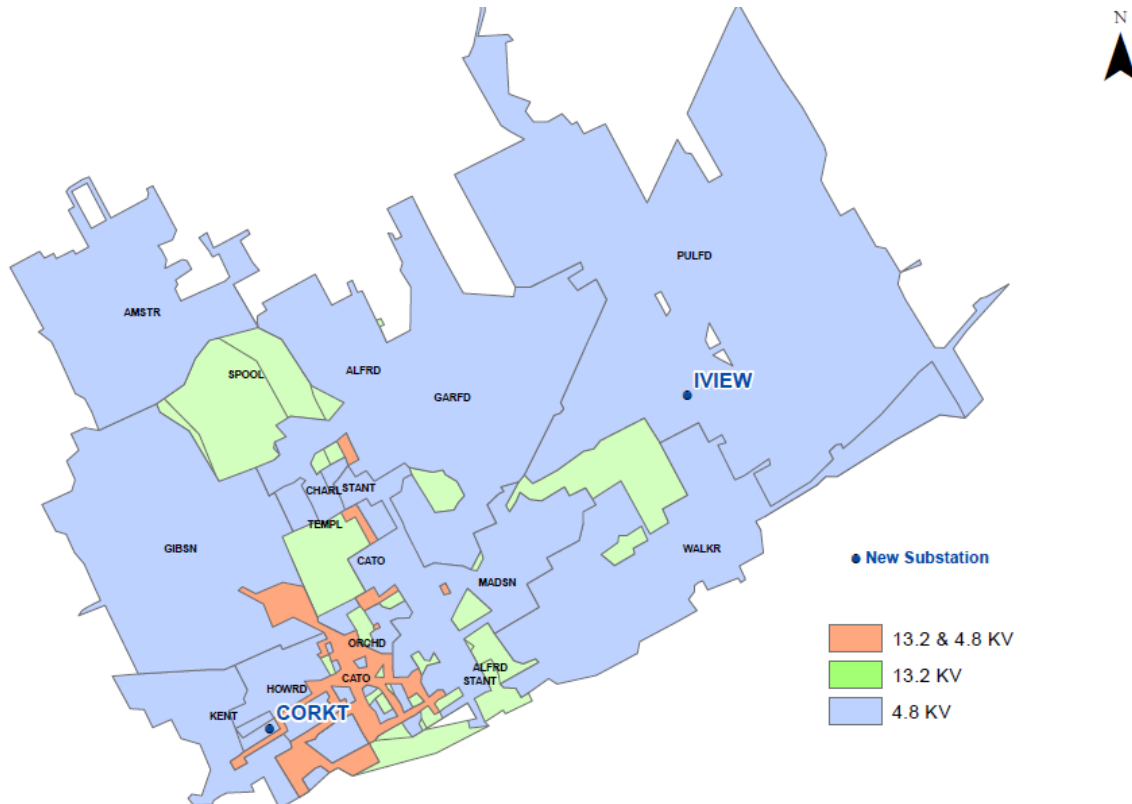 N
PULFD
AMSTR
SPOOL
ALFRD
IVIEW
GARFD
CHARL
STANT
TEMPL
GIBSN
WALKR
CATO
New Substation
MADSN
13.2 & 4.8 KV
ORCHD
ALFRD
13.2 KV
CATO
STANT
HOWRD
4.8 KV
KENT
CORKT